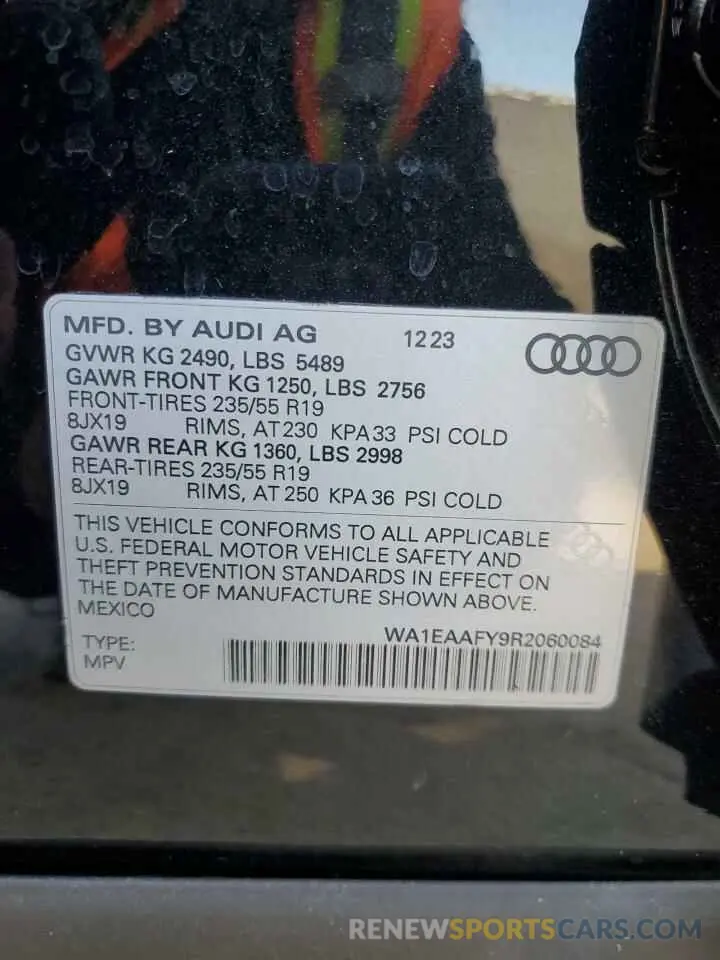 MFD. BY AUDI AG 12 23
GVWR KG 2490, LBS 5489
GAWR FRONT KG 1250, LBS 2756
FRONT-TIRES 235/55 R19
8JX19 RIMS, AT 230 KPA 33 PSI COLD
GAWR REAR KG 1360, LBS 2998
REAR-TIRES 235/55 R19
8JX19 RIMS, AT 250 KPA 36 PSI COLD
THIS VEHICLE CONFORMS TO ALL APPLICABLE
U.S. FEDERAL MOTOR VEHICLE SAFETY AND
THEFT PREVENTION STANDARDS IN EFFECT ON
THE DATE OF MANUFACTURE SHOWN ABOVE.
MEXICO
WA1EAAFY9R2060084
TYPE:
MPV
RENEWSPORTSCARS.COM